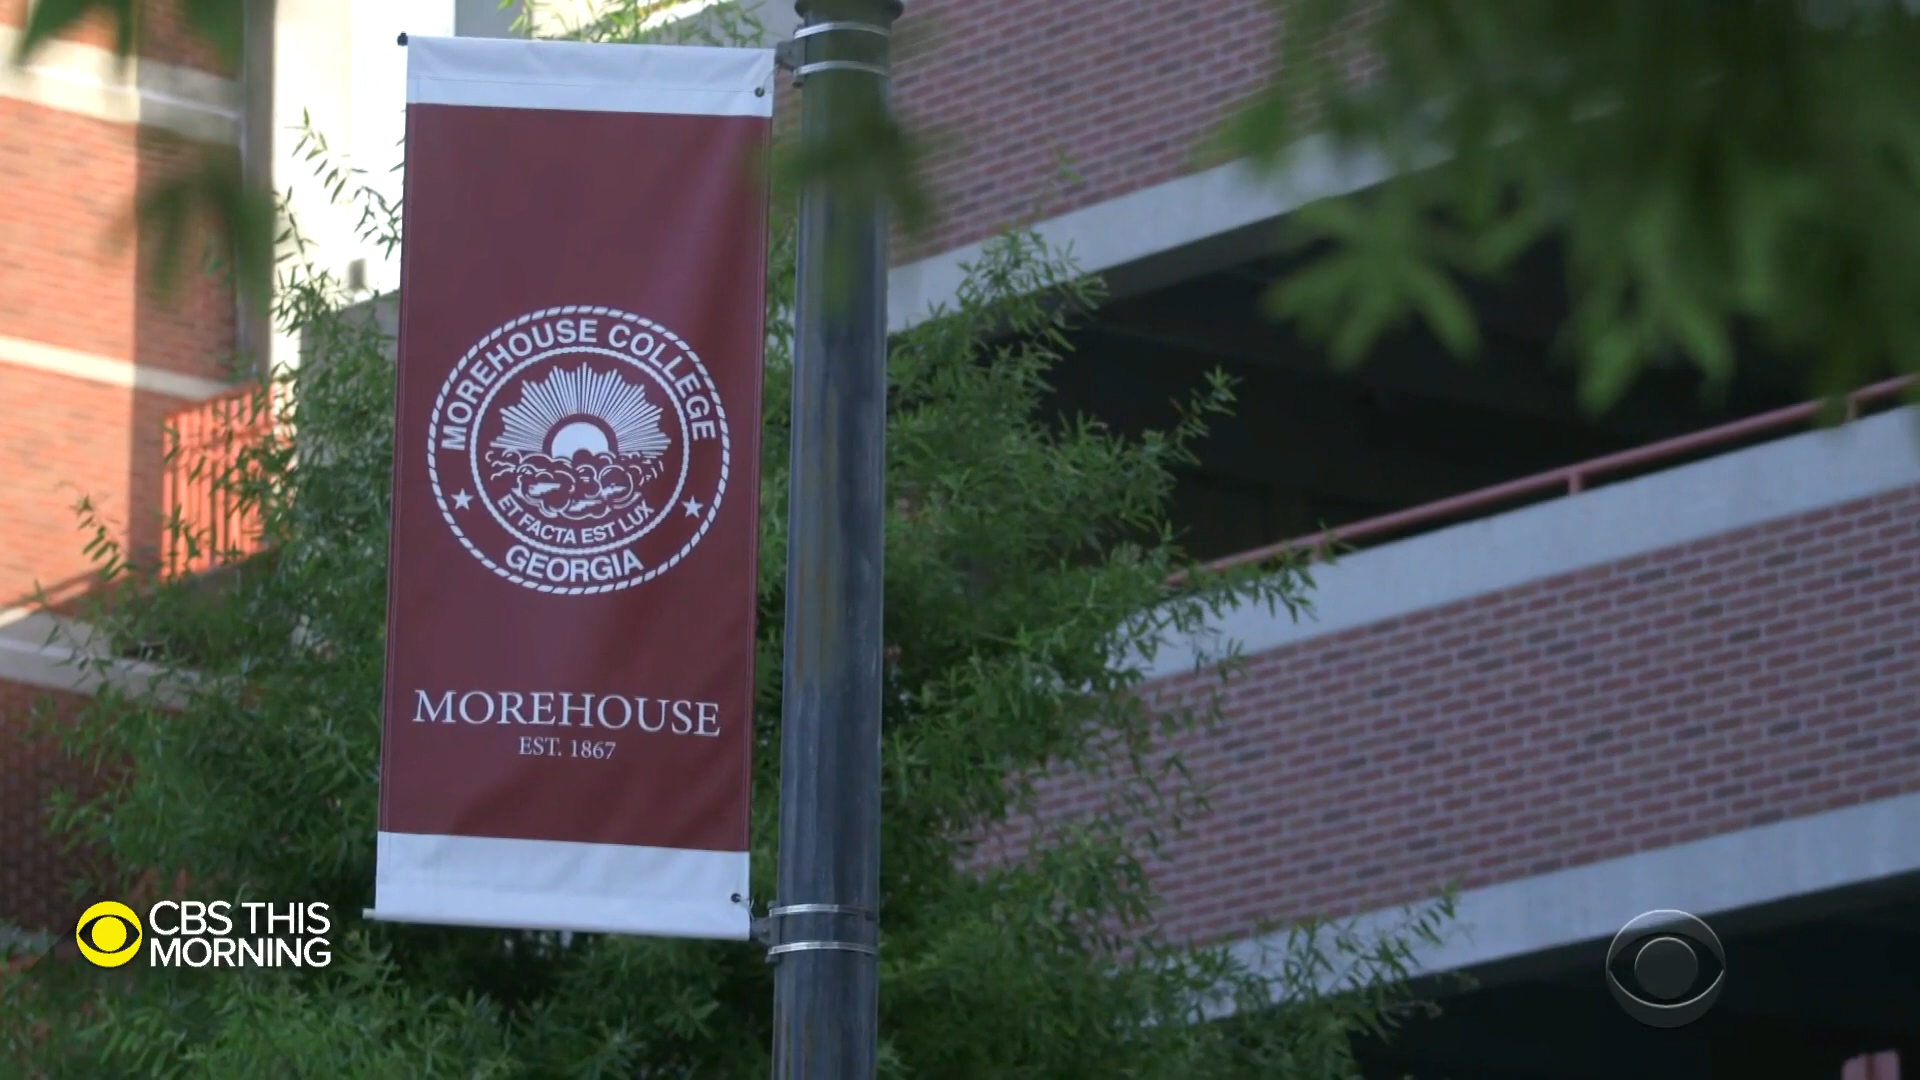 MOREHOUSE COLLEGE
ET FACTA EST LUX
GEORGIA
MOREHOUSE
EST. 1867
CBS THIS
MORNING